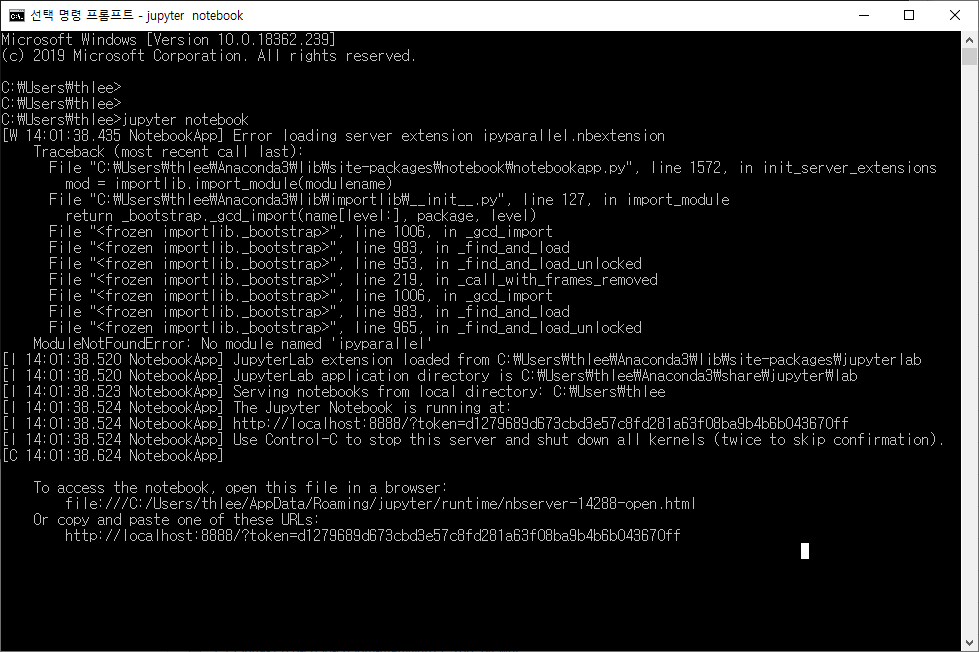 선택 명령 프롬프트 - jupyter notebook
Microsoft Windows [Version 10.0.18362.239]
(c) 2019 Microsoft Corporation. All rights reserved.
C:₩Users₩thlee>
C:₩Users₩thlee>
C:₩Users₩thlee>jupyter notebook
[W 14:01:38.435 NotebookApp] Error loading server extension ipyparallel.nbextension
Traceback (most recent call last):
File "C:₩Users₩thlee₩Anaconda3₩lib₩site-packages₩notebook₩notebookapp.py", line 1572, in init_server_extensions
mod = importlib.import_module(modulename)
File "C:₩Users₩thlee₩Anaconda3₩lib₩importlib₩__init__.py", line 127, in import_module
return _bootstrap._gcd_import(name[level:], package, level)
File "<frozen importlib._bootstrap>", line 1006, in _gcd_import
File "<frozen importlib._bootstrap>", line 983, in _find_and_load
File "<frozen importlib._bootstrap>", line 953, in _find_and_load_unlocked
File "<frozen importlib._bootstrap>", line 219, in _call_with_frames_removed
File "<frozen importlib._bootstrap>", line 1006, in _gcd_import
File "<frozen importlib._bootstrap>", line 983, in _find_and_load
File "<frozen importlib._bootstrap>", line 965, in _find_and_load_unlocked
ModuleNotFoundError: No module named 'ipyparallel'
[I 14:01:38.520 NotebookApp] JupyterLab extension loaded from C:₩Users₩thlee₩Anaconda3₩lib₩site-packages₩jupyterlab
[I 14:01:38.520 NotebookApp] JupyterLab application directory is C:₩Users₩thlee₩Anaconda3₩share₩jupyter₩lab
[I 14:01:38.523 NotebookApp] Serving notebooks from local directory: C:₩Users₩thlee
[I 14:01:38.524 NotebookApp] The Jupyter Notebook is running at:
[I 14:01:38.524 NotebookApp] http://localhost:8888/?token=d1279689d673cbd3e57c8fd281a63f08ba9b4b6b043670ff
[I 14:01:38.524 NotebookApp] Use Control-C to stop this server and shut down all kernels (twice to skip confirmation).
[C 14:01:38.624 NotebookApp]
To access the notebook, open this file in a browser:
file:///C:/Users/thlee/AppData/Roaming/jupyter/runtime/nbserver-14288-open.html
Or copy and paste one of these URLs:
http://localhost:8888/?token=d1279689d673cbd3e57c8fd281a63f08ba9b4b6b043670ff